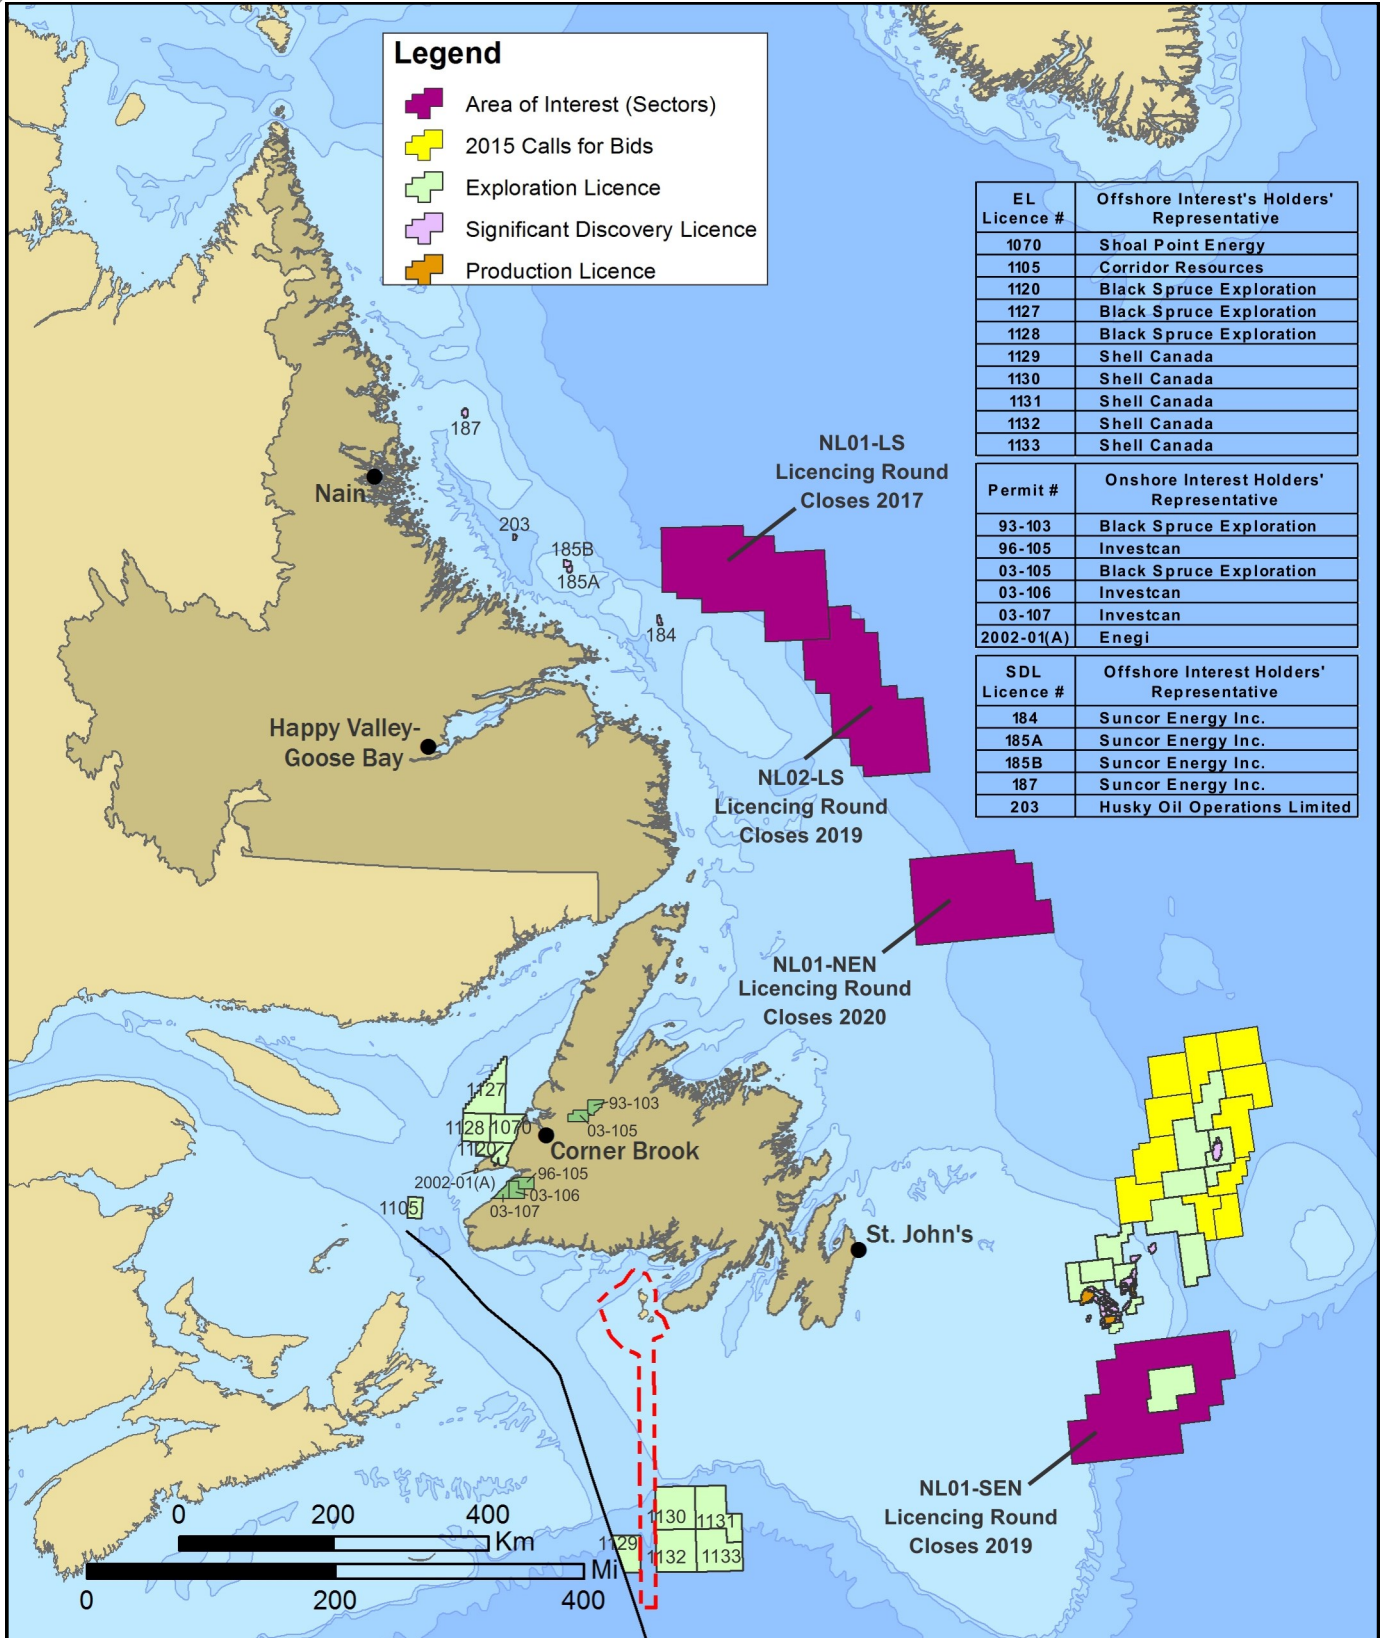 Legend
Area of Interest (Sectors)
2015 Calls for Bids
Exploration Licence
Significant Discovery Licence
Production Licence
EL Licence # Offshore Interest's Holders' Representative
1070 Shoal Point Energy
1105 Corridor Resources
1120 Black Spruce Exploration
1127 Black Spruce Exploration
1128 Black Spruce Exploration
1129 Shell Canada
1130 Shell Canada
1131 Shell Canada
1132 Shell Canada
1133 Shell Canada
Permit # Onshore Interest Holders' Representative
93-103 Black Spruce Exploration
96-105 Investcan
03-105 Black Spruce Exploration
03-106 Investcan
03-107 Investcan
2002-01(A) Enegi
SDL Licence # Offshore Interest Holders' Representative
184 Suncor Energy Inc.
185A Suncor Energy Inc.
185B Suncor Energy Inc.
187 Suncor Energy Inc.
203 Husky Oil Operations Limited
187
Nain
203
185B
185A
184
NL01-LS
Licencing Round
Closes 2017
Happy Valley-
Goose Bay
NL02-LS
Licencing Round
Closes 2019
NL01-NEN
Licencing Round
Closes 2020
1127
1128
1070
1120
93-103
03-105
Corner Brook
2002-01(A)
96-105
03-106
03-107
1105
St. John's
NL01-SEN
Licencing Round
Closes 2019
1130
1131
1129
1132
1133
0 200 400
Km
Mi
0 200 400